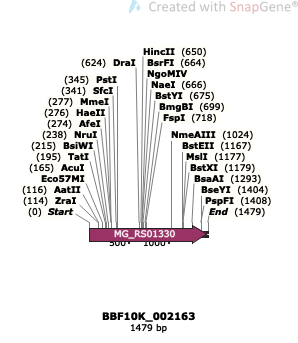 Created with SnapGene®
HincII (650)
(624) DraI BsrFI (664)
NgoMIV
(345) PstI NaeI (666)
(341) SfcI BstYI (675)
(277) MmeI BmgBI (699)
(276) HaeII FspI (718)
(274) AfeI
(238) NruI NmeAIII (1024)
(215) BsiWI BstEII (1167)
(195) TatI MslI (1177)
(165) AcuI BstXI (1179)
Eco57MI BsaAI (1293)
(116) AatII BseYI (1404)
(114) ZraI PspFI (1408)
(0) Start End (1479)
MG_RS01330
500 1000
BBF10K_002163
1479 bp